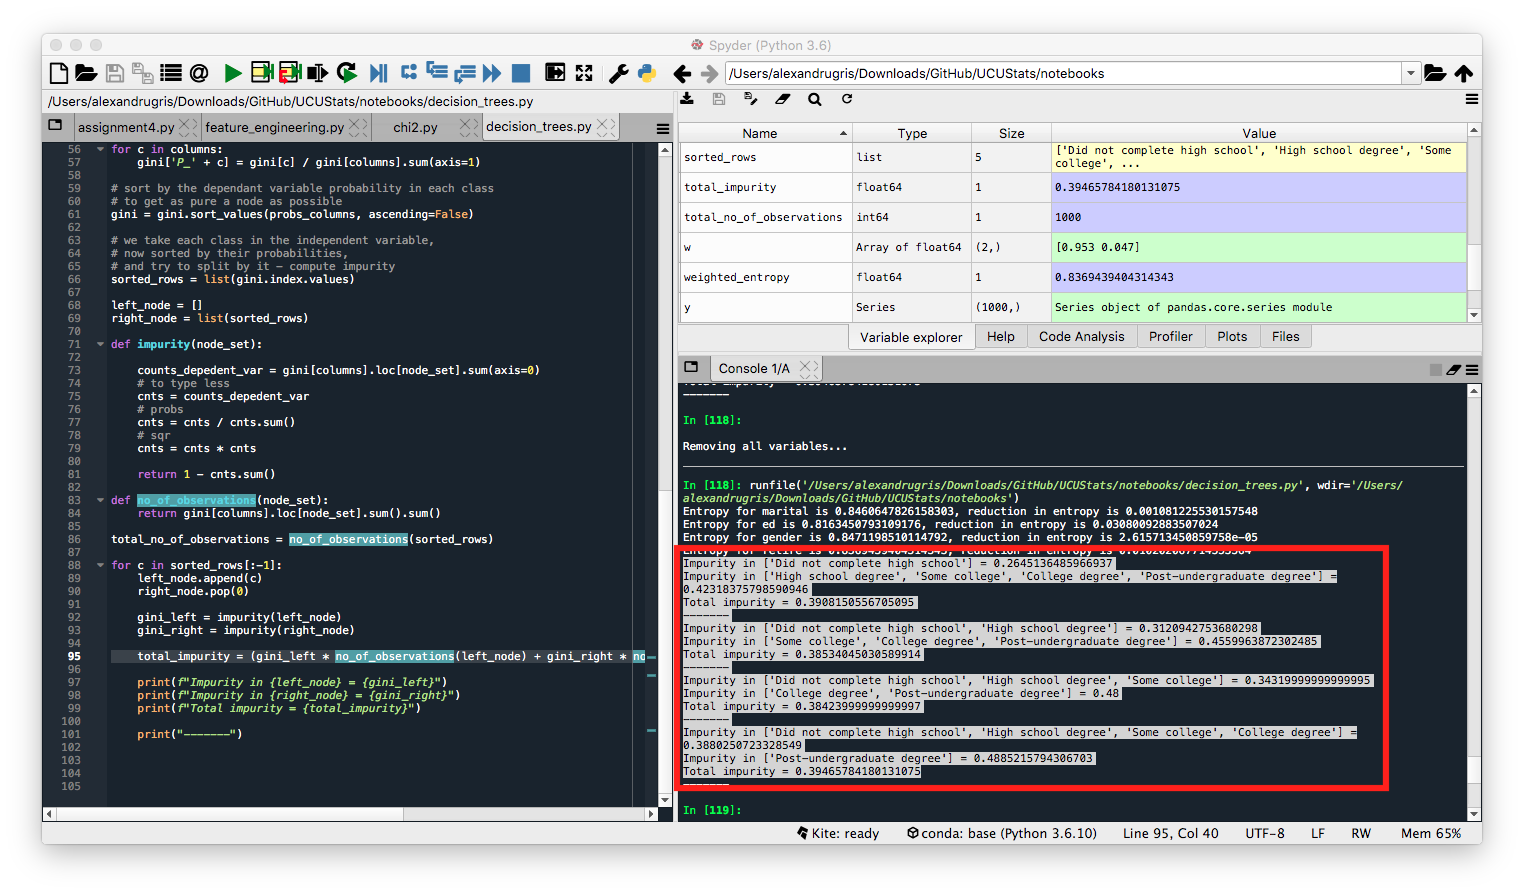 Spyder (Python 3.6)
/Users/alexandrugris/Downloads/GitHub/UCUStats/notebooks
/Users/alexandrugris/Downloads/GitHub/UCUStats/notebooks/decision_trees.py
assignment4.py
feature_engineering.py
chi2.py
decision_trees.py
56 for c in columns:
57 gini['P_' + c] = gini[c] / gini[columns].sum(axis=1)
58
59 # sort by the dependant variable probability in each class
60 # to get as pure a node as possible
61 gini = gini.sort_values(probs_columns, ascending=False)
62
63 # we take each class in the independent variable,
64 # now sorted by their probabilities,
65 # and try to split by it - compute impurity
66 sorted_rows = list(gini.index.values)
67
68 left_node = []
69 right_node = list(sorted_rows)
70
71 def impurity(node_set):
72
73 counts_depedent_var = gini[columns].loc[node_set].sum(axis=0)
74 # to type less
75 cnts = counts_depedent_var
76 # probs
77 cnts = cnts / cnts.sum()
78 # sqr
79 cnts = cnts * cnts
80
81 return 1 - cnts.sum()
82
83 def no_of_observations(node_set):
84 return gini[columns].loc[node_set].sum().sum()
85
86 total_no_of_observations = no_of_observations(sorted_rows)
87
88 for c in sorted_rows[:-1]:
89 left_node.append(c)
90 right_node.pop(0)
91
92 gini_left = impurity(left_node)
93 gini_right = impurity(right_node)
94
95 total_impurity = (gini_left * no_of_observations(left_node) + gini_right * no
96
97 print(f"Impurity in {left_node} = {gini_left}")
98 print(f"Impurity in {right_node} = {gini_right}")
99 print(f"Total impurity = {total_impurity}")
100
101 print("-------")
102
103
104
105
Name Type Size Value
sorted_rows list 5 ['Did not complete high school', 'High school degree', 'Some
college', ...
total_impurity float64 1 0.39465784180131075
total_no_of_observations int64 1 1000
w Array of float64 (2,) [0.953 0.047]
weighted_entropy float64 1 0.8369439404314343
y Series (1000,) Series object of pandas.core.series module
Variable explorer Help Code Analysis Profiler Plots Files
Console 1/A
-------
In [118]:
Removing all variables...
In [118]: runfile('/Users/alexandrugris/Downloads/GitHub/UCUStats/notebooks/decision_trees.py', wdir='/Users/
alexandrugris/Downloads/GitHub/UCUStats/notebooks')
Entropy for marital is 0.8460647826158303, reduction in entropy is 0.001081225530157548
Entropy for ed is 0.8163450793109176, reduction in entropy is 0.03080092883507024
Entropy for gender is 0.8471198510114792, reduction in entropy is 2.615713450859758e-05
Impurity in ['Did not complete high school'] = 0.2645136485966937
Impurity in ['High school degree', 'Some college', 'College degree', 'Post-undergraduate degree'] =
0.42318375798590946
Total impurity = 0.3908150556705095
-------
Impurity in ['Did not complete high school', 'High school degree'] = 0.3120942753680298
Impurity in ['Some college', 'College degree', 'Post-undergraduate degree'] = 0.4559963872302485
Total impurity = 0.38534045030589914
-------
Impurity in ['Did not complete high school', 'High school degree', 'Some college'] = 0.34319999999999995
Impurity in ['College degree', 'Post-undergraduate degree'] = 0.48
Total impurity = 0.38423999999999997
-------
Impurity in ['Did not complete high school', 'High school degree', 'Some college', 'College degree'] =
0.3880250723328549
Impurity in ['Post-undergraduate degree'] = 0.4885215794306703
Total impurity = 0.39465784180131075
-------
In [119]:
Kite: ready conda: base (Python 3.6.10) Line 95, Col 40 UTF-8 LF RW Mem 65%